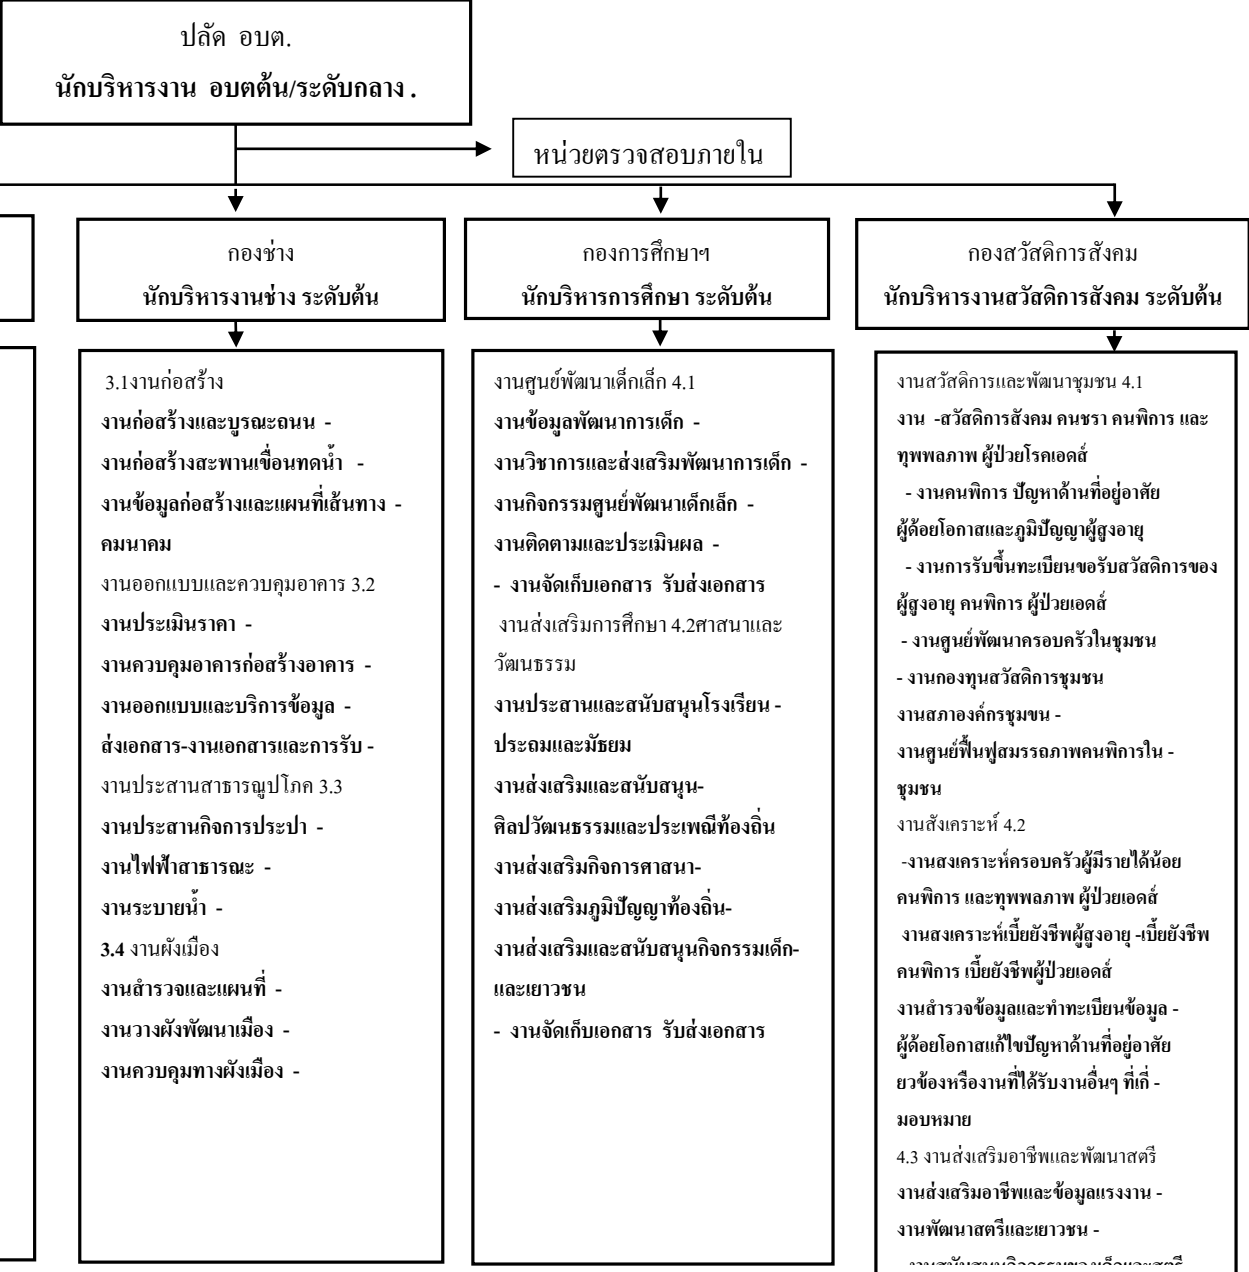 ปลัด อบต.
นักบริหารงาน อบตต้น/ระดับกลาง .
หน่วยตรวจสอบภายใน
กองช่าง
นักบริหารงานช่าง ระดับต้น
3.1งานก่อสร้าง
งานก่อสร้างและบูรณะถนน -
งานก่อสร้างสะพานเขื่อนทดน้ำ -
งานข้อมูลก่อสร้างและแผนที่เส้นทาง -
คมนาคม
งานออกแบบและควบคุมอาคาร 3.2
งานประเมินราคา -
งานควบคุมอาคารก่อสร้างอาคาร -
งานออกแบบและบริการข้อมูล -
ส่งเอกสาร-งานเอกสารและการรับ -
งานประสานสาธารณูปโภค 3.3
งานประสานกิจการประปา -
งานไฟฟ้าสาธารณะ -
งานระบายน้ำ -
3.4 งานผังเมือง
งานสำรวจและแผนที่ -
งานวางผังพัฒนาเมือง -
งานควบคุมทางผังเมือง -
กองการศึกษาฯ
นักบริหารการศึกษา ระดับต้น
งานศูนย์พัฒนาเด็กเล็ก 4.1
งานข้อมูลพัฒนาการเด็ก -
งานวิชาการและส่งเสริมพัฒนาการเด็ก -
งานกิจกรรมศูนย์พัฒนาเด็กเล็ก -
งานติดตามและประเมินผล -
- งานจัดเก็บเอกสาร รับส่งเอกสาร
งานส่งเสริมการศึกษา 4.2ศาสนาและ
วัฒนธรรม
งานประสานและสนับสนุนโรงเรียน -
ประถมและมัธยม
งานส่งเสริมและสนับสนุน-
ศิลปวัฒนธรรมและประเพณีท้องถิ่น
งานส่งเสริมกิจการศาสนา-
งานส่งเสริมภูมิปัญญาท้องถิ่น-
งานส่งเสริมและสนับสนุนกิจกรรมเด็ก-
และเยาวชน
- งานจัดเก็บเอกสาร รับส่งเอกสาร
กองสวัสดิการสังคม
นักบริหารงานสวัสดิการสังคม ระดับต้น
งานสวัสดิการและพัฒนาชุมชน 4.1
งาน -สวัสดิการสังคม คนชรา คนพิการ และ
ทุพพลภาพ ผู้ป่วยโรคเอดส์
- งานคนพิการ ปัญหาด้านที่อยู่อาศัย
ผู้ด้อยโอกาสและภูมิปัญญาผู้สูงอายุ
- งานการรับขึ้นทะเบียนขอรับสวัสดิการของ
ผู้สูงอายุ คนพิการ ผู้ป่วยเอดส์
- งานศูนย์พัฒนาครอบครัวในชุมชน
- งานกองทุนสวัสดิการชุมชน
งานสภาองค์กรชุมขน -
งานศูนย์ฟื้นฟูสมรรถภาพคนพิการใน -
ชุมชน
งานสังเคราะห์ 4.2
-งานสงเคราะห์ครอบครัวผู้มีรายได้น้อย
คนพิการ และทุพพลภาพ ผู้ป่วยเอดส์
งานสงเคราะห์เบี้ยยังชีพผู้สูงอายุ -เบี้ยยังชีพ
คนพิการ เบี้ยยังชีพผู้ป่วยเอดส์
งานสำรวจข้อมูลและทำทะเบียนข้อมูล -
ผู้ด้อยโอกาสแก้ไขปัญหาด้านที่อยู่อาศัย
ยวข้องหรืองานที่ได้รับงานอื่นๆ ที่เกี่ -
มอบหมาย
4.3 งานส่งเสริมอาชีพและพัฒนาสตรี
งานส่งเสริมอาชีพและข้อมูลแรงงาน -
งานพัฒนาสตรีและเยาวชน -